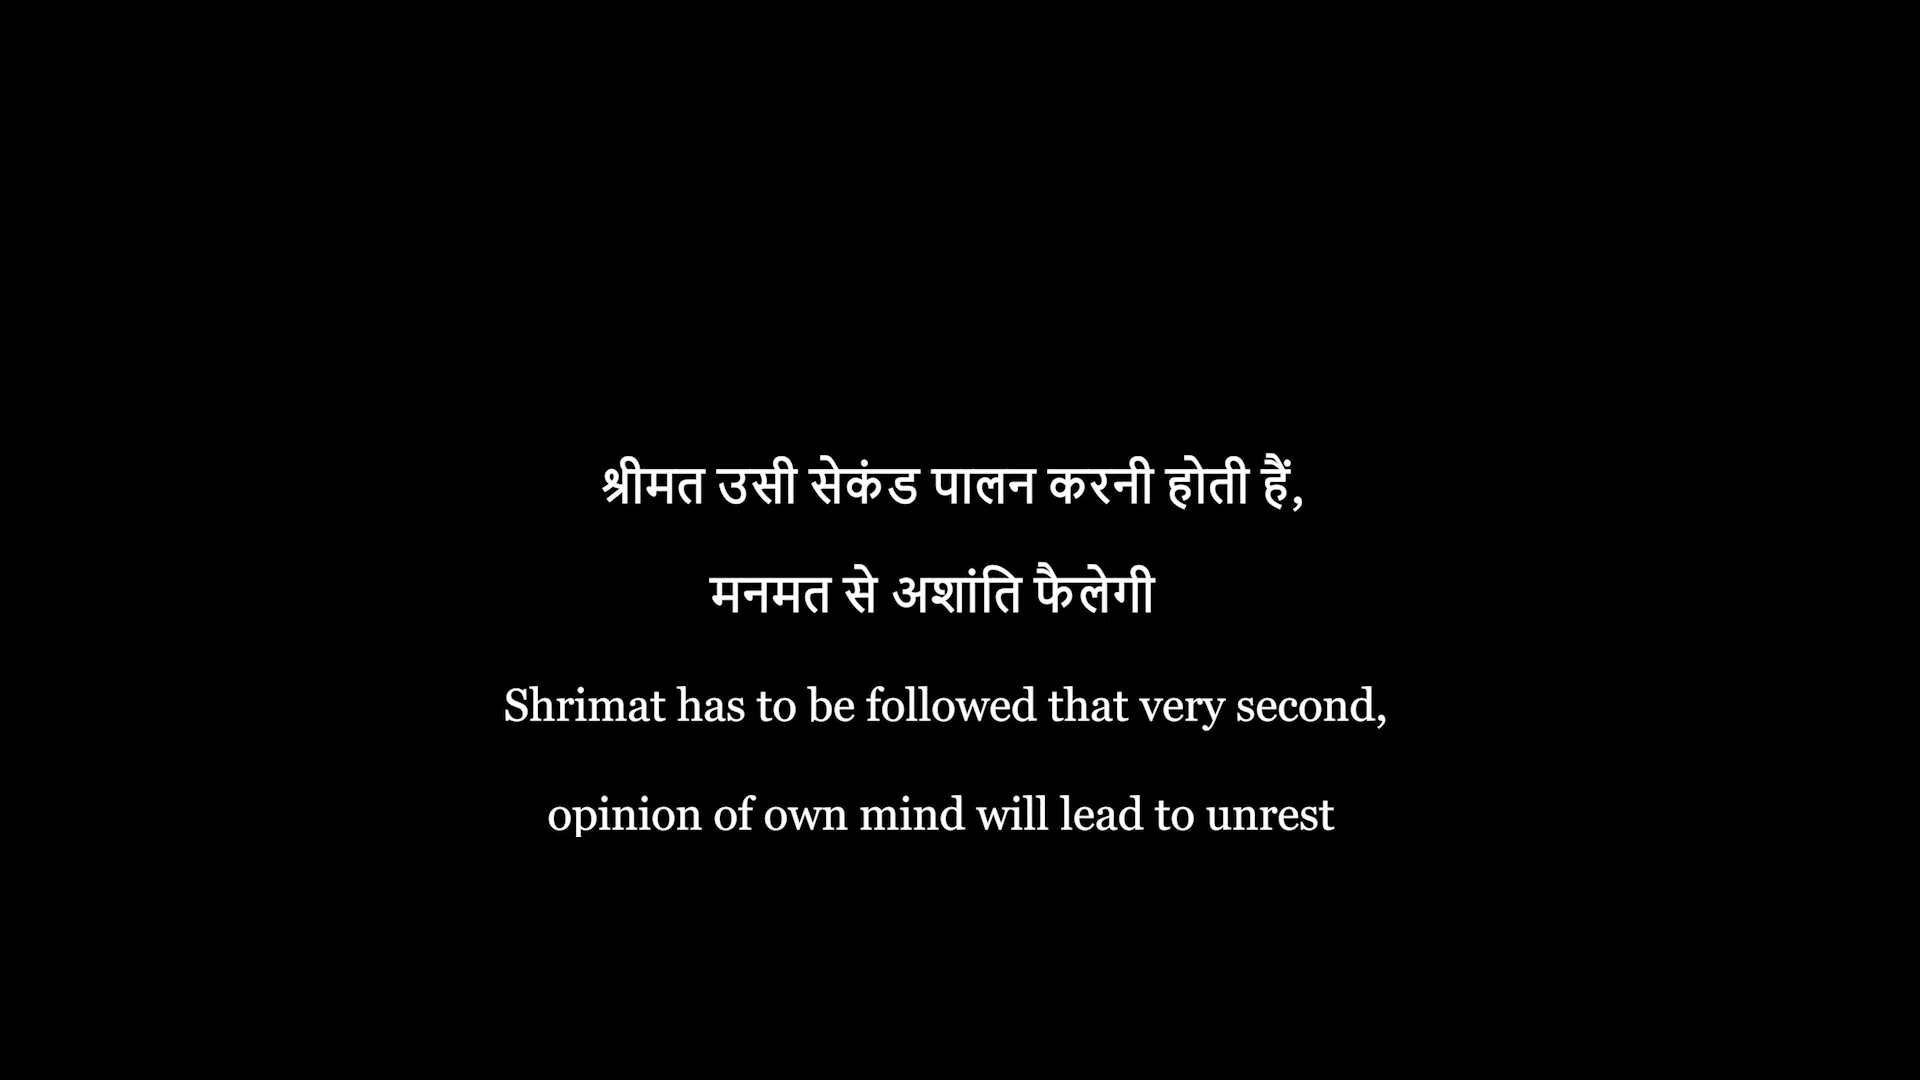 श्रीमत उसी सेकंड पालन करनी होती हैं,
मनमत से अशांति फैलेगी
Shrimat has to be followed that very second,
opinion of own mind will lead to unrest